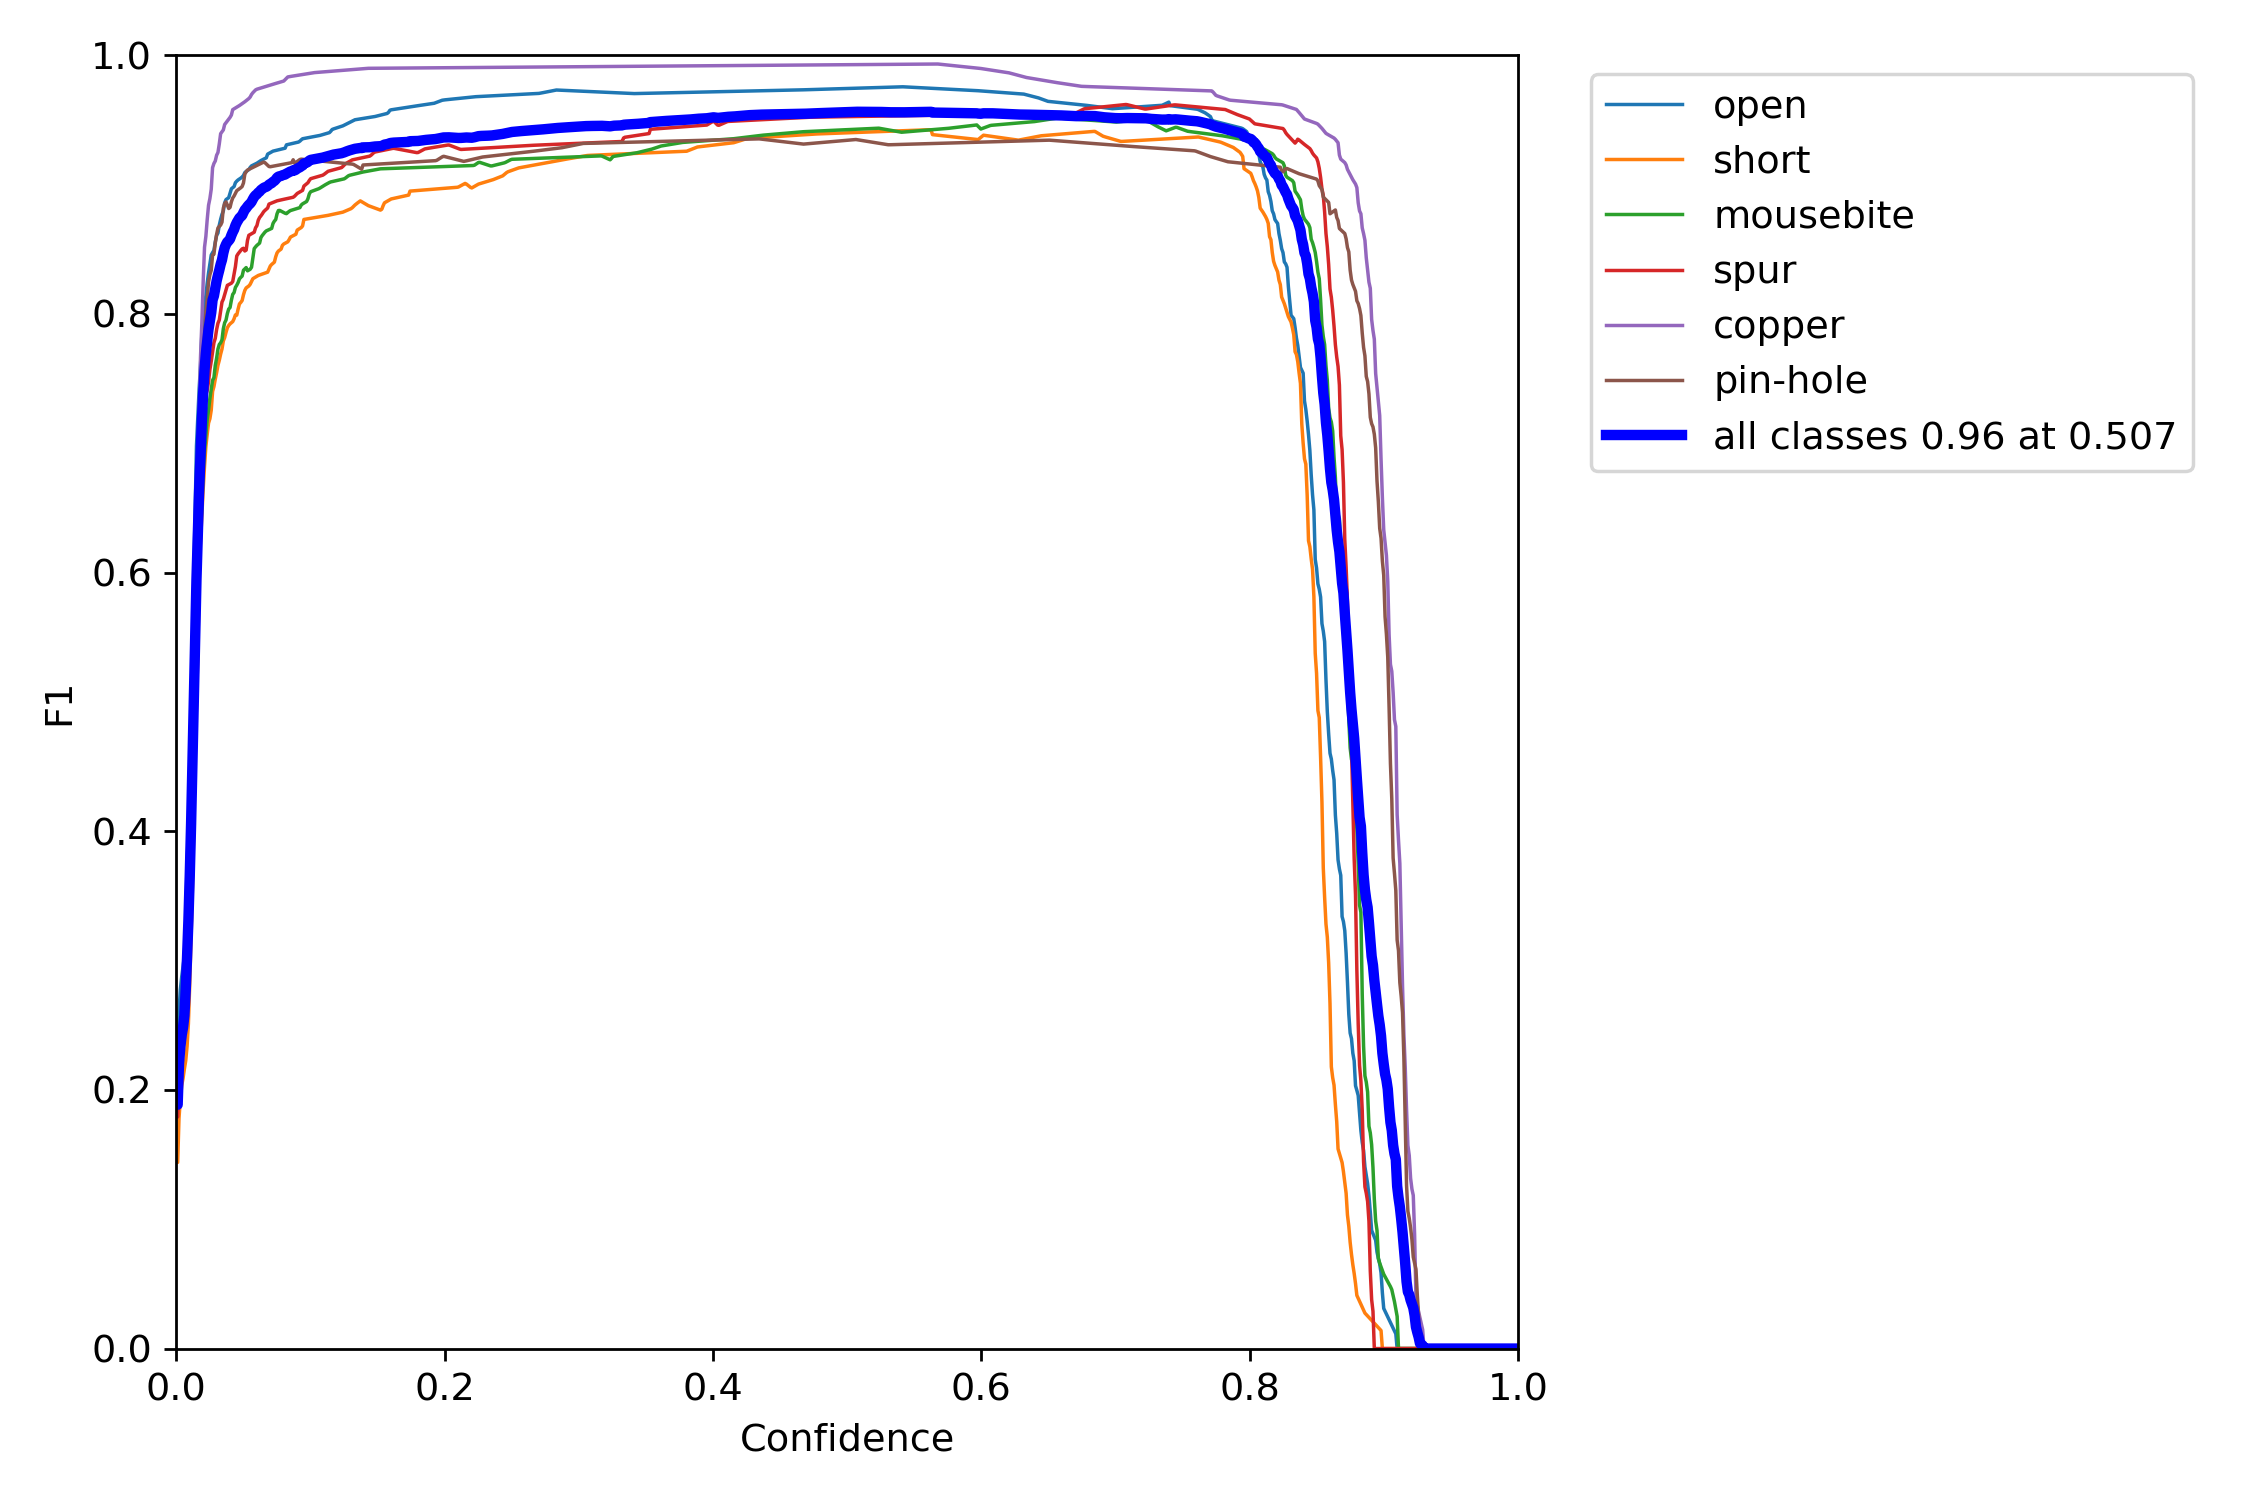 1.0
0.8
0.6
0.4
0.2
0.0
F1
0.0 0.2 0.4 0.6 0.8 1.0
Confidence
open
short
mousebite
spur
copper
pin-hole
all classes 0.96 at 0.507